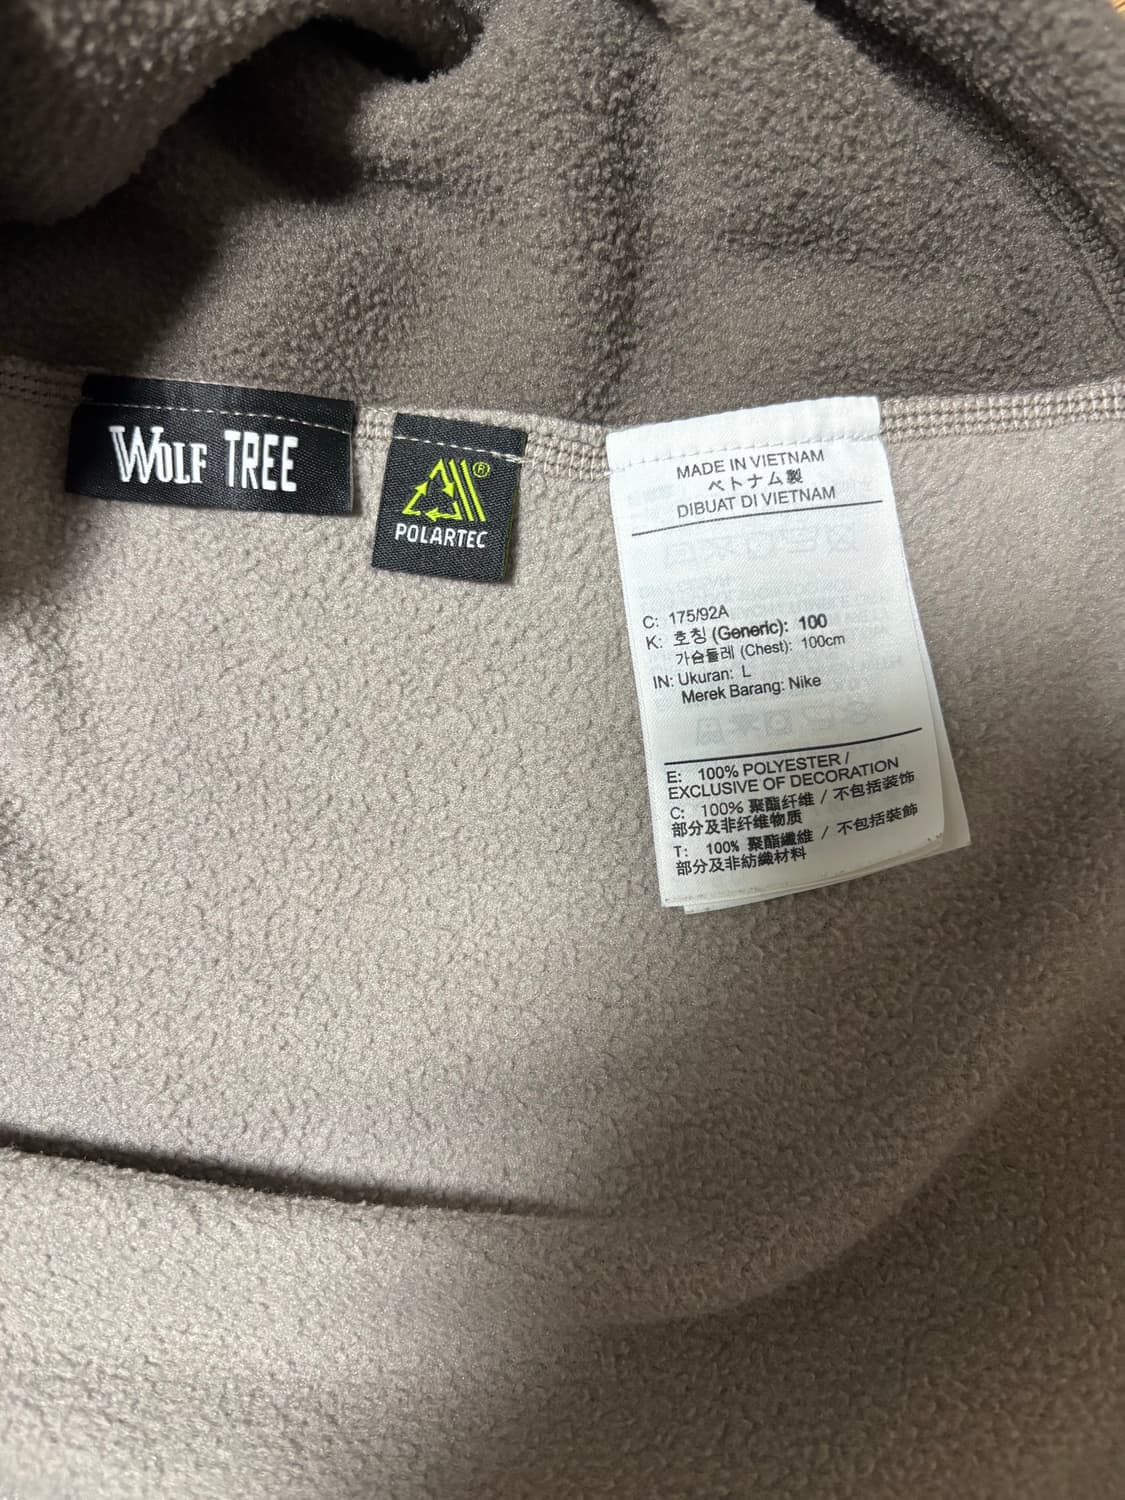 WOLF TREE
®
POLARTEC
MADE IN VIETNAM
ベトナム製
DIBUAT DI VIETNAM
C: 175/92A
K: 호칭 (Generic): 100
가슴둘레 (Chest): 100cm
IN: Ukuran: L
Merek Barang: Nike
E: 100% POLYESTER /
EXCLUSIVE OF DECORATION
C: 100% 聚酯纤维 / 不包括装饰
部分及非纤维物质
T: 100% 聚酯纖維 / 不包括裝飾
部分及非紡織材料